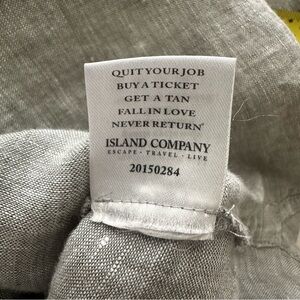 QUIT YOUR JOB
BUY A TICKET
GET A TAN
FALL IN LOVE
NEVER RETURN
ISLAND COMPANY
ESCAPE · TRAVEL · LIVE
20150284